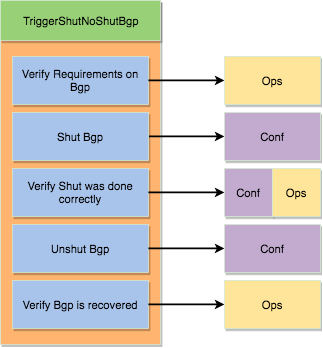 TriggerShutNoShutBgp
Verify Requirements on
Bgp
Ops
Shut Bgp
Conf
Verify Shut was done
correctly
Conf
Ops
Unshut Bgp
Conf
Verify Bgp is recovered
Ops